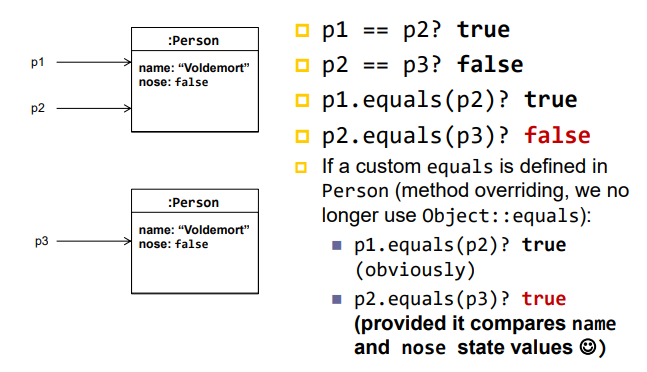 :Person
p1
name: “Voldemort”
nose: false
p2
:Person
name: “Voldemort”
p3
nose: false
p1 == p2? true
p2 == p3? false
p1.equals(p2)? true
p2.equals(p3)? false
If a custom equals is defined in
Person (method overriding, we no
longer use Object::equals):
p1.equals(p2)? true
(obviously)
p2.equals(p3)? true
(provided it compares name
and nose state values ☺)